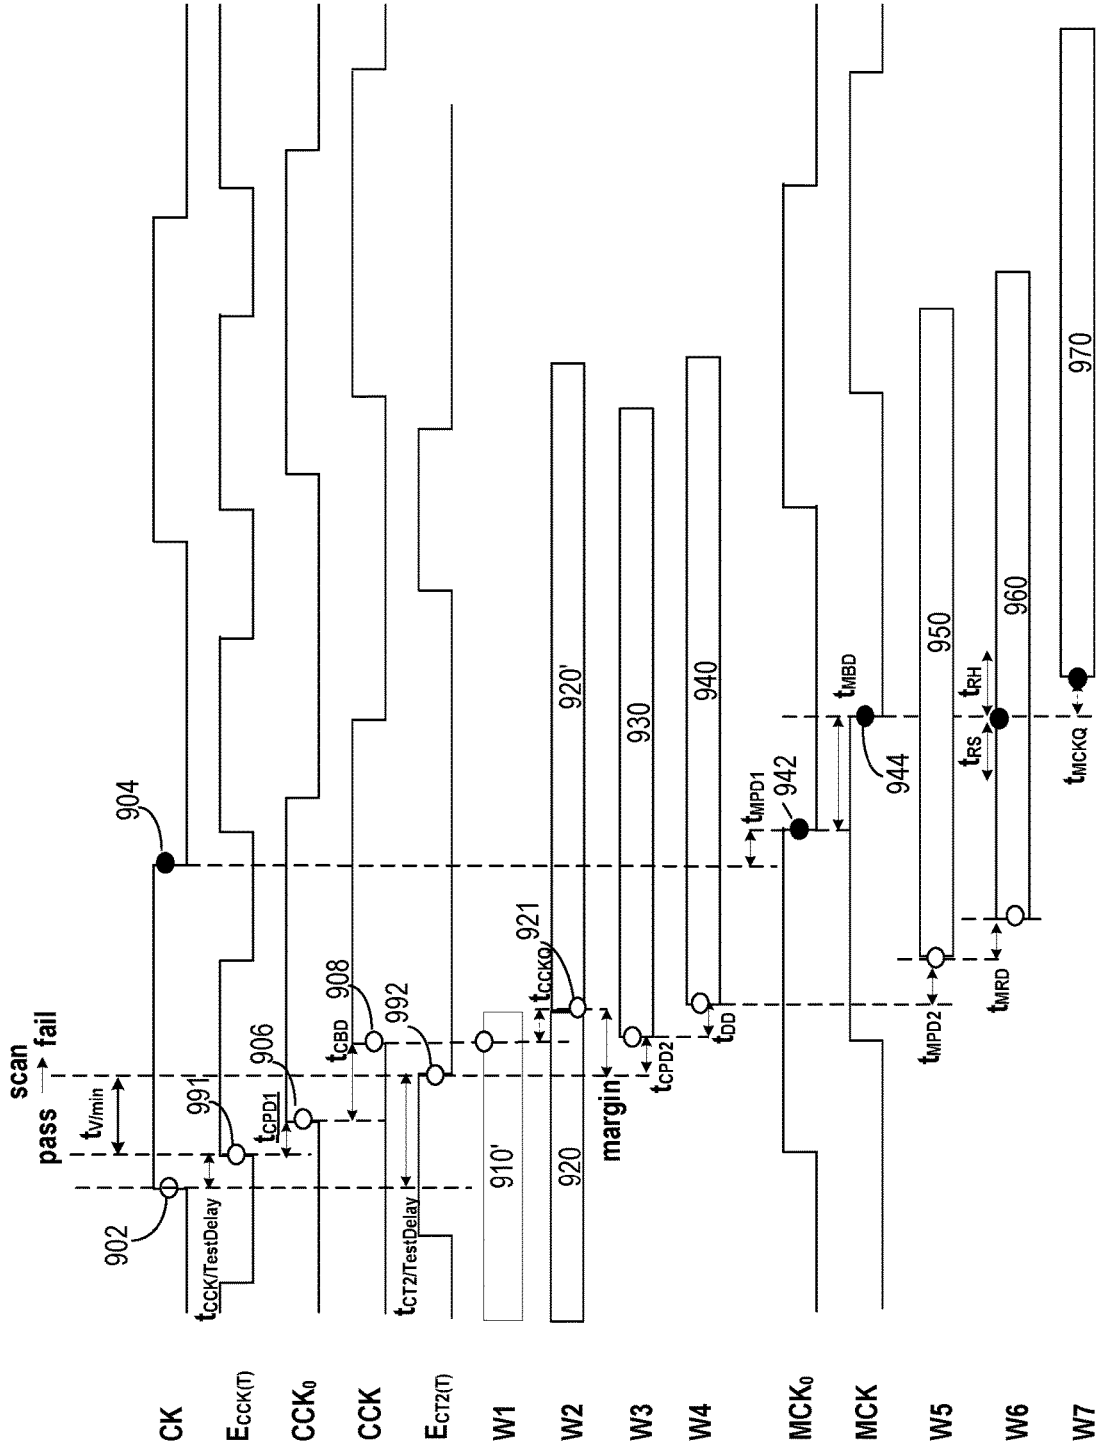 scan
pass fail
tV/min
902
991
904
tCCK/TestDelay
CK
ECCK(T)
906
tCPD1
CCK0
908
tCBD
CCK
992
tCT2/TestDelay
ECT2(T)
910'
W1
921
tCCKQ
920
920'
W2
margin
930
tCPD2
W3
940
tDD
W4
942
tMPD1
MCK0
944
tMBD
MCK
950
tMPD2
W5
960
tMRD
tRS
tRH
W6
970
tMCKQ
W7